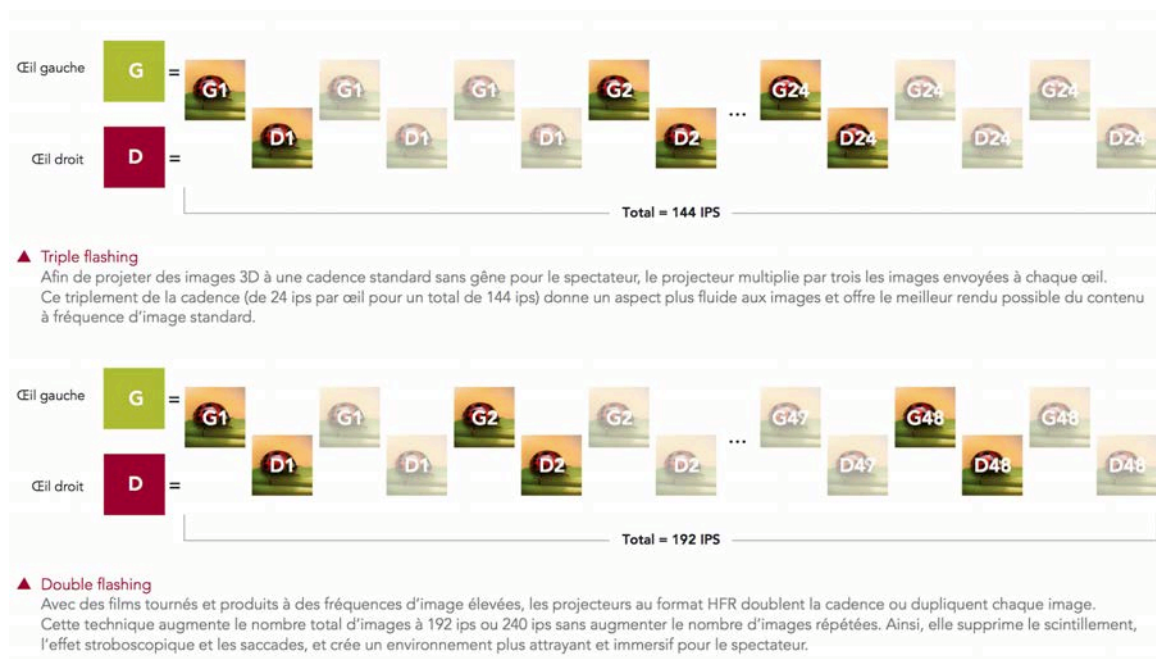 Œil gauche G = G1 G1 G1 G2 G24 G24 G24
D1 D1 D1 D2 ... D24 D24 D24
Œil droit D =
Total = 144 IPS
▲ Triple flashing
Afin de projeter des images 3D à une cadence standard sans gêne pour le spectateur, le projecteur multiplie par trois les images envoyées à chaque œil.
Ce triplement de la cadence (de 24 ips par œil pour un total de 144 ips) donne un aspect plus fluide aux images et offre le meilleur rendu possible du contenu
à fréquence d'image standard.
Œil gauche G = G1 G1 G2 G2 G47 G48 G48
D1 D1 D2 D2 ... D47 D48 D48
Œil droit D =
Total = 192 IPS
▲ Double flashing
Avec des films tournés et produits à des fréquences d'image élevées, les projecteurs au format HFR doublent la cadence ou dupliquent chaque image.
Cette technique augmente le nombre total d'images à 192 ips ou 240 ips sans augmenter le nombre d'images répétées. Ainsi, elle supprime le scintillement,
l'effet stroboscopique et les saccades, et crée un environnement plus attrayant et immersif pour le spectateur.